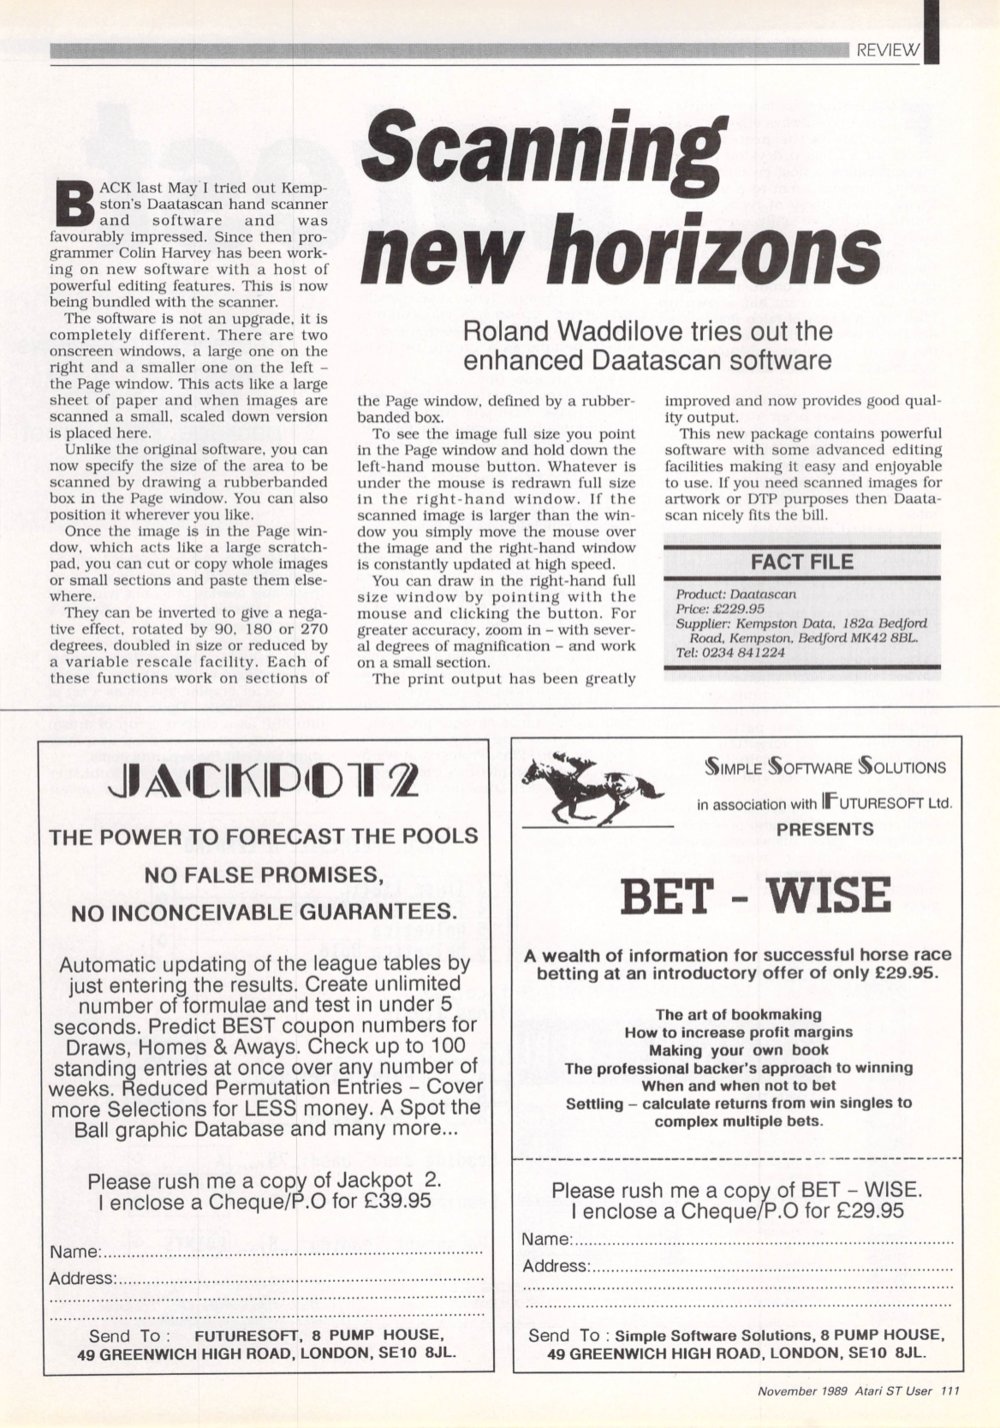 REVIEW
Scanning
new horizons
Roland Waddilove tries out the
enhanced Daatascan software
BACK last May I tried out Kemp-
ston's Daatascan hand scanner
and software and was
favourably impressed. Since then pro-
grammer Colin Harvey has been work-
ing on new software with a host of
powerful editing features. This is now
being bundled with the scanner.
The software is not an upgrade, it is
completely different. There are two
onscreen windows, a large one on the
right and a smaller one on the left –
the Page window. This acts like a large
sheet of paper and when images are
scanned a small, scaled down version
is placed here.
Unlike the original software, you can
now specify the size of the area to be
scanned by drawing a rubberbanded
box in the Page window. You can also
position it wherever you like.
Once the image is in the Page win-
dow, which acts like a large scratch-
pad, you can cut or copy whole images
or small sections and paste them else-
where.
They can be inverted to give a nega-
tive effect, rotated by 90, 180 or 270
degrees, doubled in size or reduced by
a variable rescale facility. Each of
these functions work on sections of
the Page window, defined by a rubber-
banded box.
To see the image full size you point
in the Page window and hold down the
left-hand mouse button. Whatever is
under the mouse is redrawn full size
in the right-hand window. If the
scanned image is larger than the win-
dow you simply move the mouse over
the image and the right-hand window
is constantly updated at high speed.
You can draw in the right-hand full
size window by pointing with the
mouse and clicking the button. For
greater accuracy, zoom in – with sever-
al degrees of magnification – and work
on a small section.
The print output has been greatly
improved and now provides good qual-
ity output.
This new package contains powerful
software with some advanced editing
facilities making it easy and enjoyable
to use. If you need scanned images for
artwork or DTP purposes then Daata-
scan nicely fits the bill.
FACT FILE
Product: Daatascan
Price: £229.95
Supplier: Kempston Data, 182a Bedford
Road, Kempston, Bedford MK42 8BL.
Tel: 0234 841224
JACKPOT2
THE POWER TO FORECAST THE POOLS
NO FALSE PROMISES,
NO INCONCEIVABLE GUARANTEES.
Automatic updating of the league tables by
just entering the results. Create unlimited
number of formulae and test in under 5
seconds. Predict BEST coupon numbers for
Draws, Homes & Aways. Check up to 100
standing entries at once over any number of
weeks. Reduced Permutation Entries – Cover
more Selections for LESS money. A Spot the
Ball graphic Database and many more...
Please rush me a copy of Jackpot 2.
I enclose a Cheque/P.O for £39.95
Name:
Address:
Send To : FUTURESOFT, 8 PUMP HOUSE,
49 GREENWICH HIGH ROAD, LONDON, SE10 8JL.
SIMPLE SOFTWARE SOLUTIONS
in association with FUTURESOFT Ltd.
PRESENTS
BET - WISE
A wealth of information for successful horse race
betting at an introductory offer of only £29.95.
The art of bookmaking
How to increase profit margins
Making your own book
The professional backer's approach to winning
When and when not to bet
Settling – calculate returns from win singles to
complex multiple bets.
Please rush me a copy of BET – WISE.
I enclose a Cheque/P.O for £29.95
Name:
Address:
Send To : Simple Software Solutions, 8 PUMP HOUSE,
49 GREENWICH HIGH ROAD, LONDON, SE10 8JL.
November 1989 Atari ST User 111